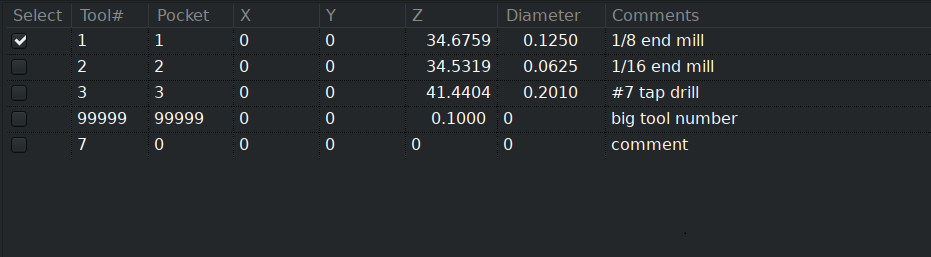 Select Tool# Pocket X Y Z Diameter Comments
1 1 0 0 34.6759 0.1250 1/8 end mill
2 2 0 0 34.5319 0.0625 1/16 end mill
3 3 0 0 41.4404 0.2010 #7 tap drill
99999 99999 0 0 0.1000 0 big tool number
7 0 0 0 0 0 comment